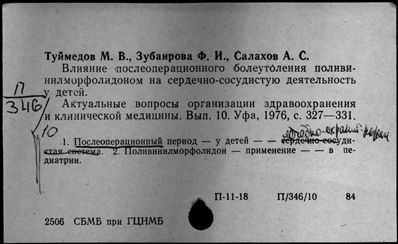 Туймедов М. В., Зубаирова Ф. И., Салахов А. С.
Влияние послеоперационного болеутоления поливи-
нилморфолидоном на сердечно-сосудистую деятельность
у детей.
П
346
10
Актуальные вопросы организации здравоохранения
и клинической медицины. Вып. 10. Уфа, 1976, с. 327—331.
1. Послеоперационный период — у детей — — сердечно-сосуди-
стая система. 2. Поливинилморфолидон — применение — — в пе-
диатрии.
П-11-18 П/346/10 84
2506 СБМБ при ГЦНМБ